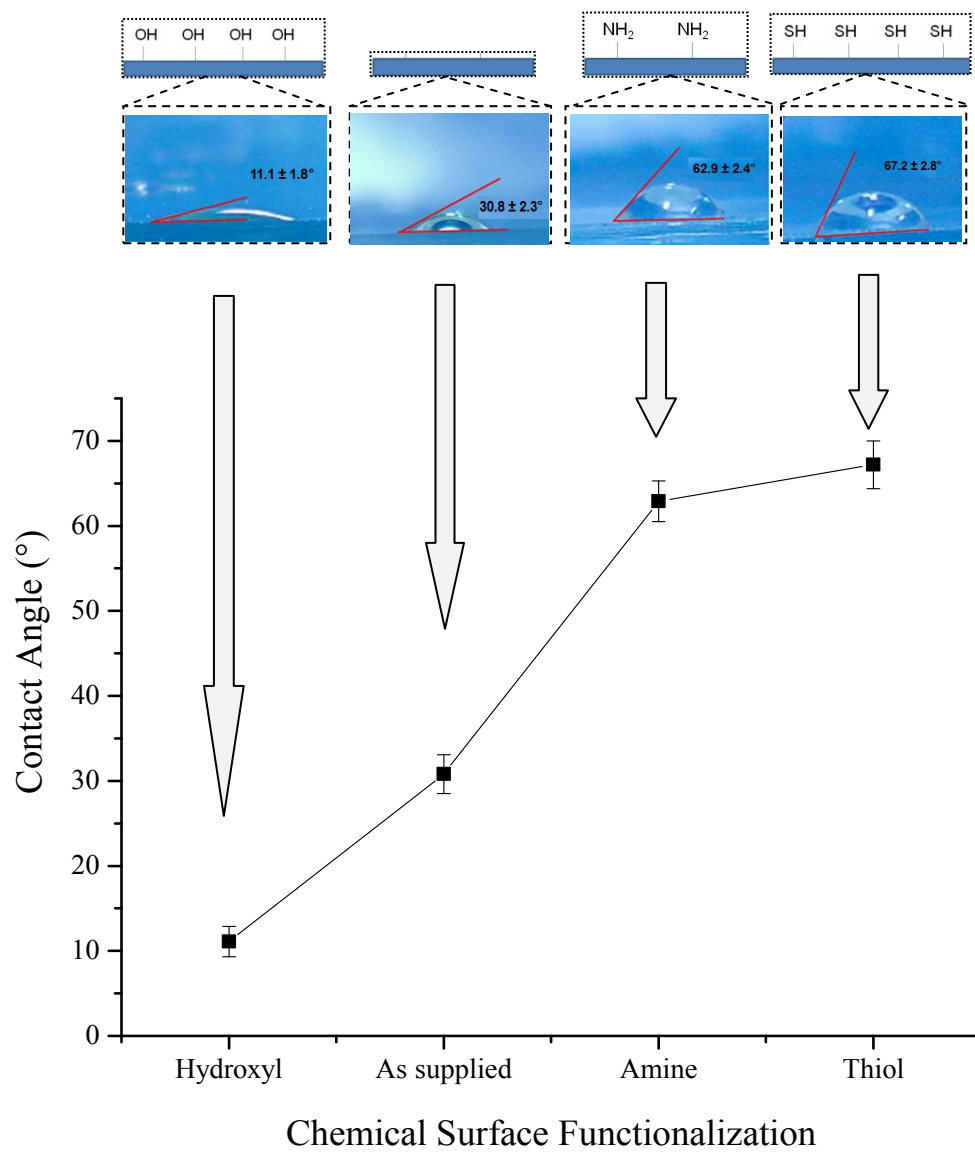 OH OH OH OH
NH2 NH2
SH SH SH SH
11.1 ± 1.8°
30.8 ± 2.3°
62.9 ± 2.4°
67.2 ± 2.8°
70
60
50
40
30
20
10
0
Contact Angle (°)
Hydroxyl As supplied Amine Thiol
Chemical Surface Functionalization